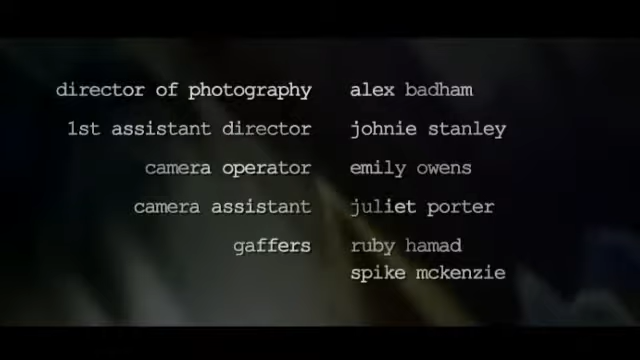 director of photography alex badham
1st assistant director johnie stanley
camera operator emily owens
camera assistant juliet porter
gaffers ruby hamad
spike mckenzie